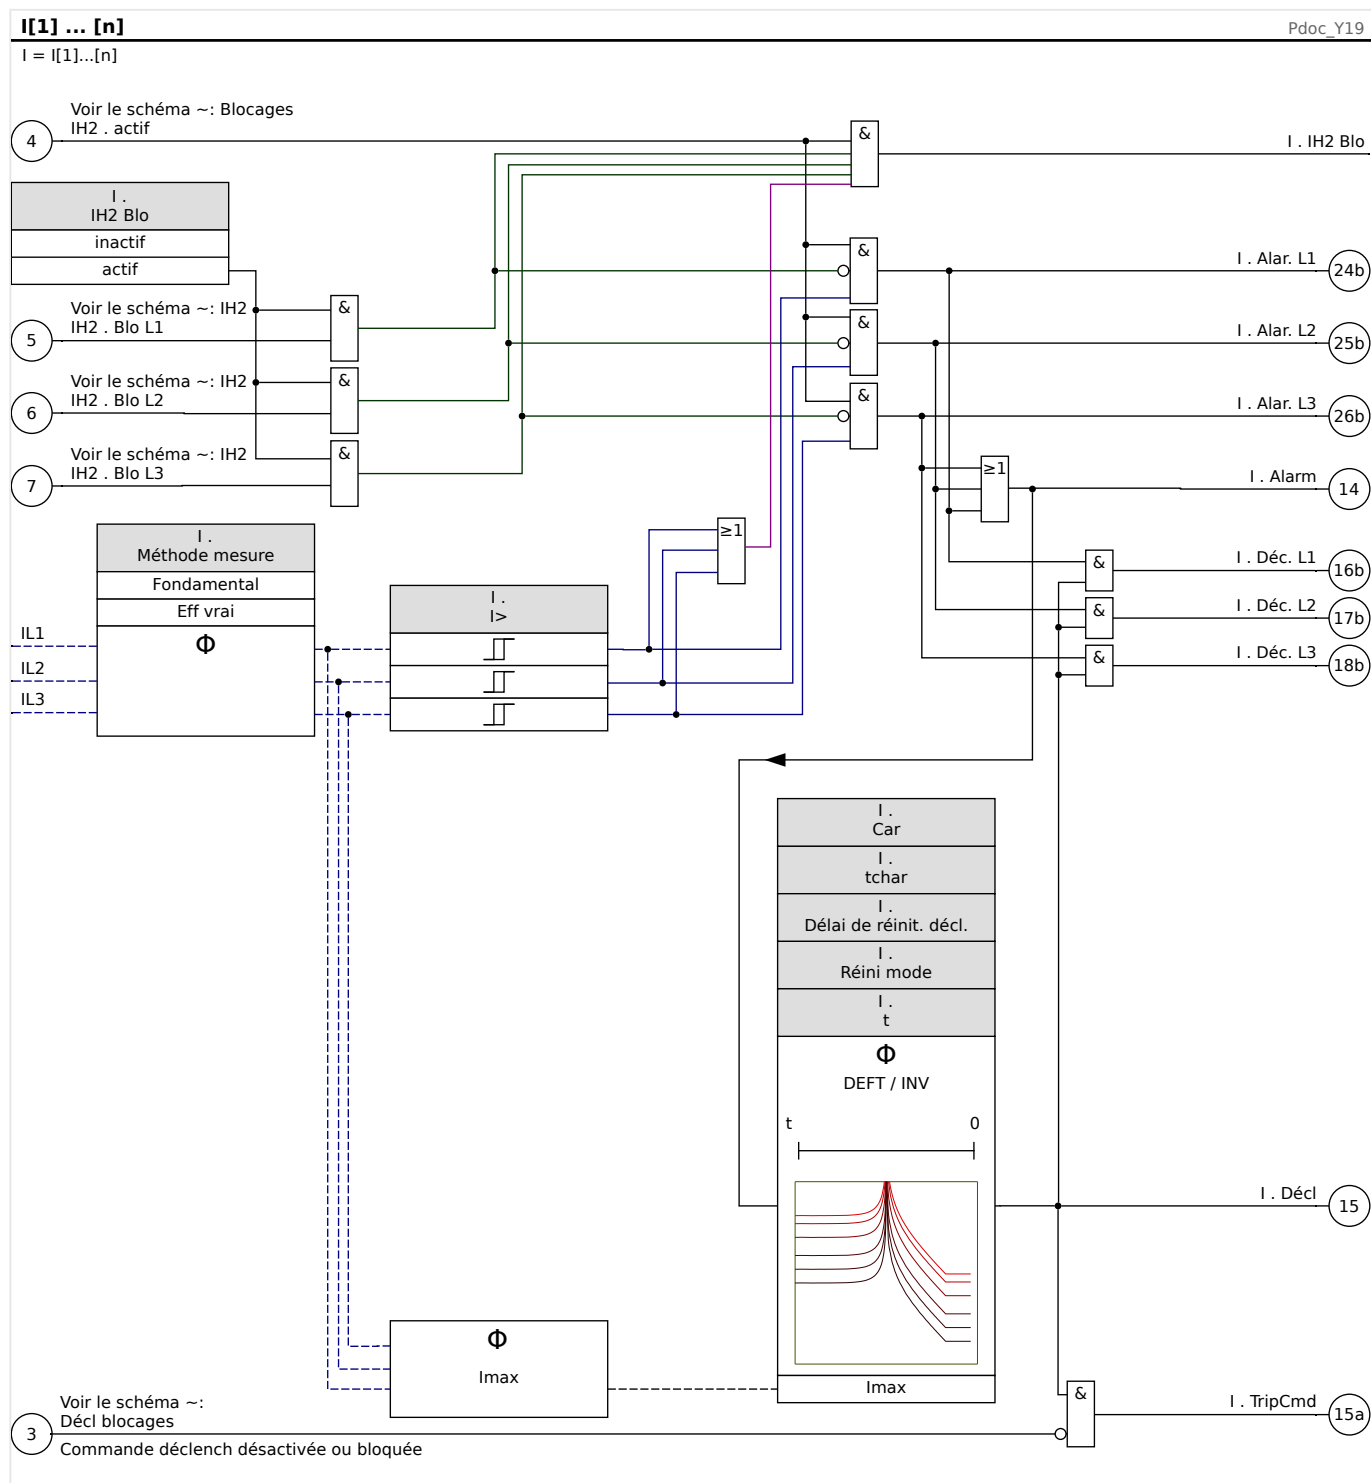 I[1] ... [n]
Pdoc_Y19
I = I[1]...[n]
Voir le schéma ~: Blocages
IH2 . actif
4
&
I . IH2 Blo
I .
IH2 Blo
inactif
actif
&
I . Alar. L1
24b
Voir le schéma ~: IH2
IH2 . Blo L1
5
&
&
I . Alar. L2
25b
Voir le schéma ~: IH2
IH2 . Blo L2
6
&
&
I . Alar. L3
26b
Voir le schéma ~: IH2
IH2 . Blo L3
7
&
≥1
I . Alarm
14
I .
Méthode mesure
Fondamental
Eff vrai
Φ
≥1
&
I . Déc. L1
16b
&
I . Déc. L2
17b
&
I . Déc. L3
18b
I .
I>
IL1
IL2
IL3
I .
Car
I .
tchar
I .
Délai de réinit. décl.
I .
Réini mode
I .
t
Φ
DEFT / INV
t
0
I . Décl
15
Φ
Imax
Imax
&
I . TripCmd
15a
Voir le schéma ~:
Décl blocages
3
Commande déclench désactivée ou bloquée